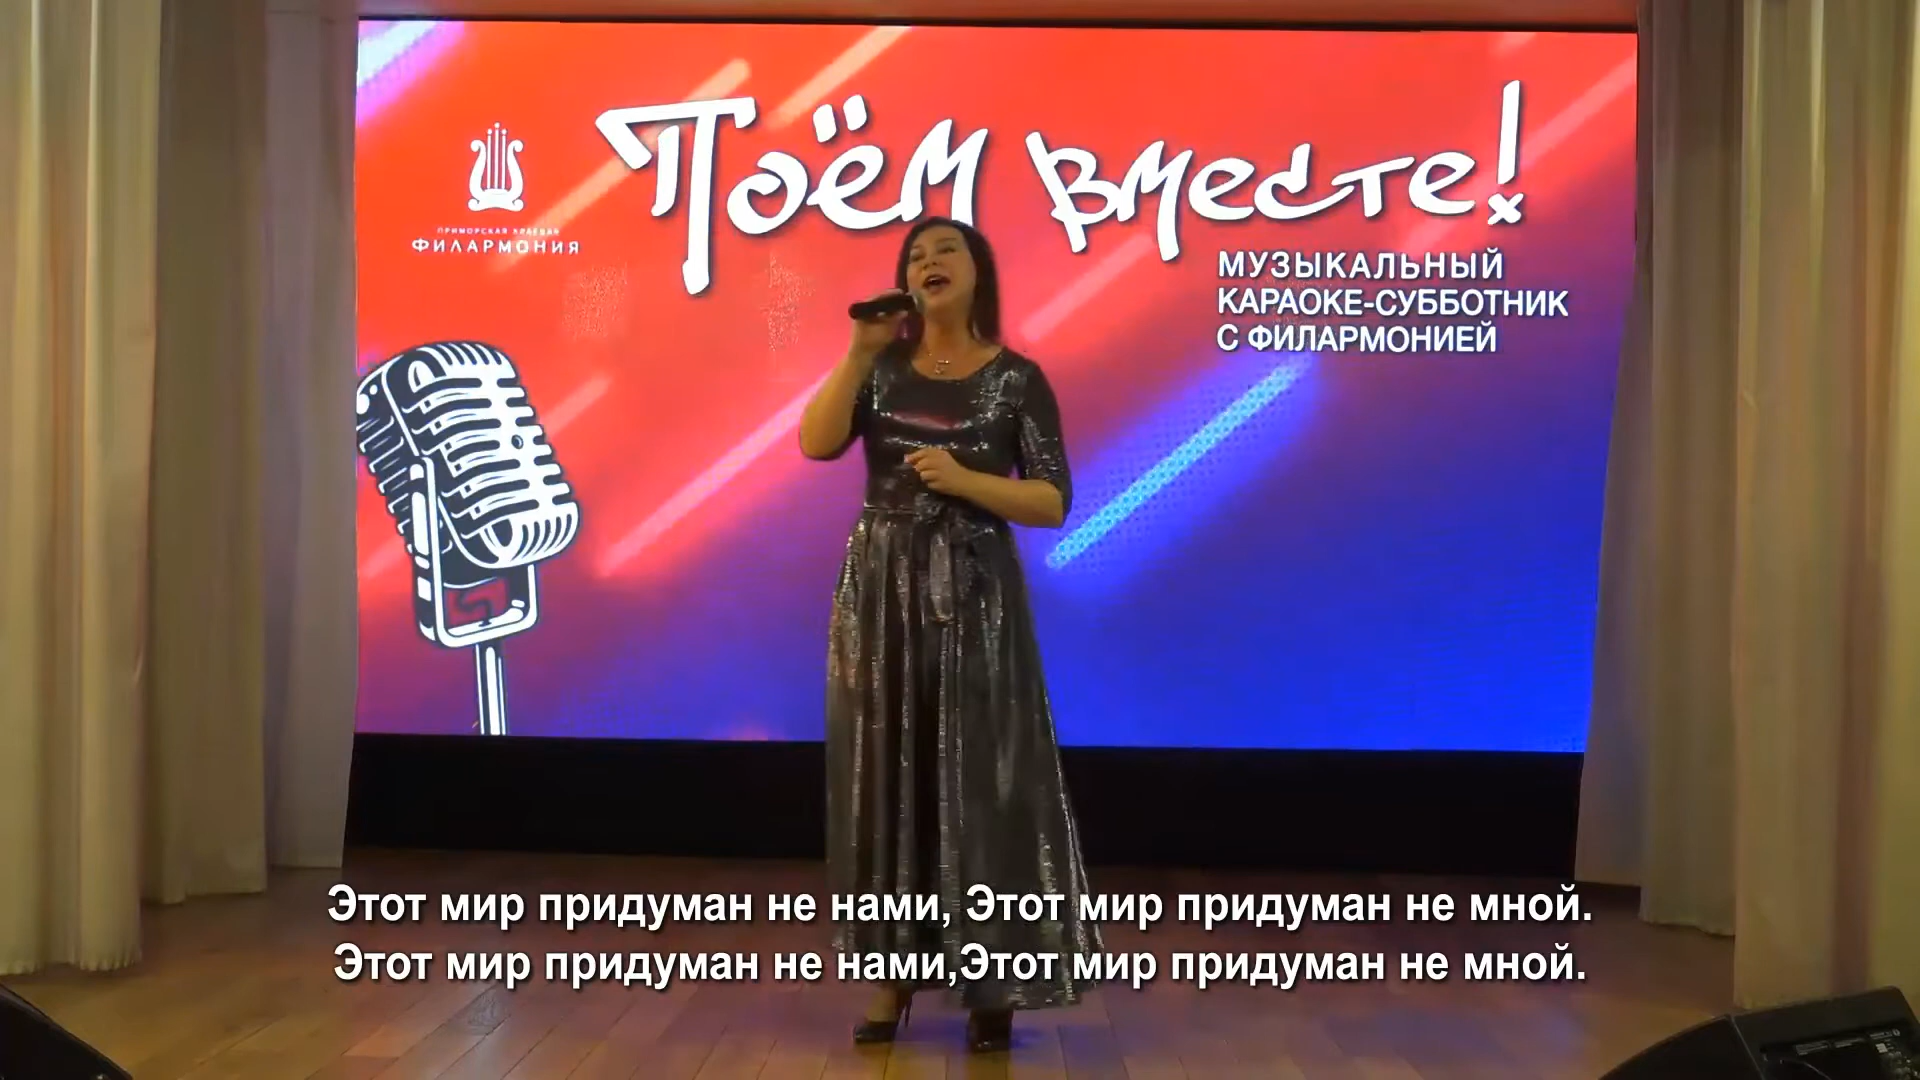 Поём вместе!
ПРИМОРСКАЯ КРАЕВАЯ
ФИЛАРМОНИЯ
МУЗЫКАЛЬНЫЙ
КАРАОКЕ-СУББОТНИК
С ФИЛАРМОНИЕЙ
Этот мир придуман не нами, Этот мир придуман не мной.
Этот мир придуман не нами,Этот мир придуман не мной.